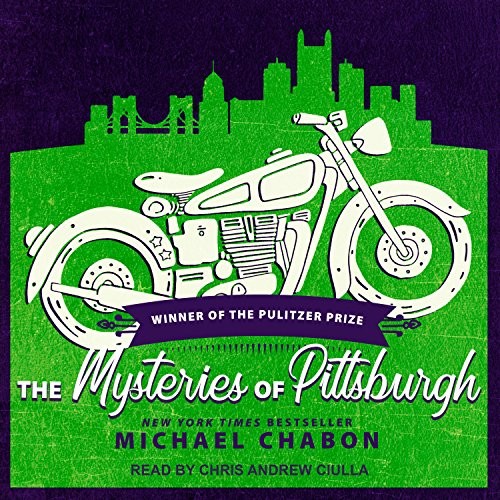 WINNER OF THE PULITZER PRIZE
THE Mysteries OF Pittsburgh
NEW YORK TIMES BESTSELLER
MICHAEL CHABON
READ BY CHRIS ANDREW CIULLA